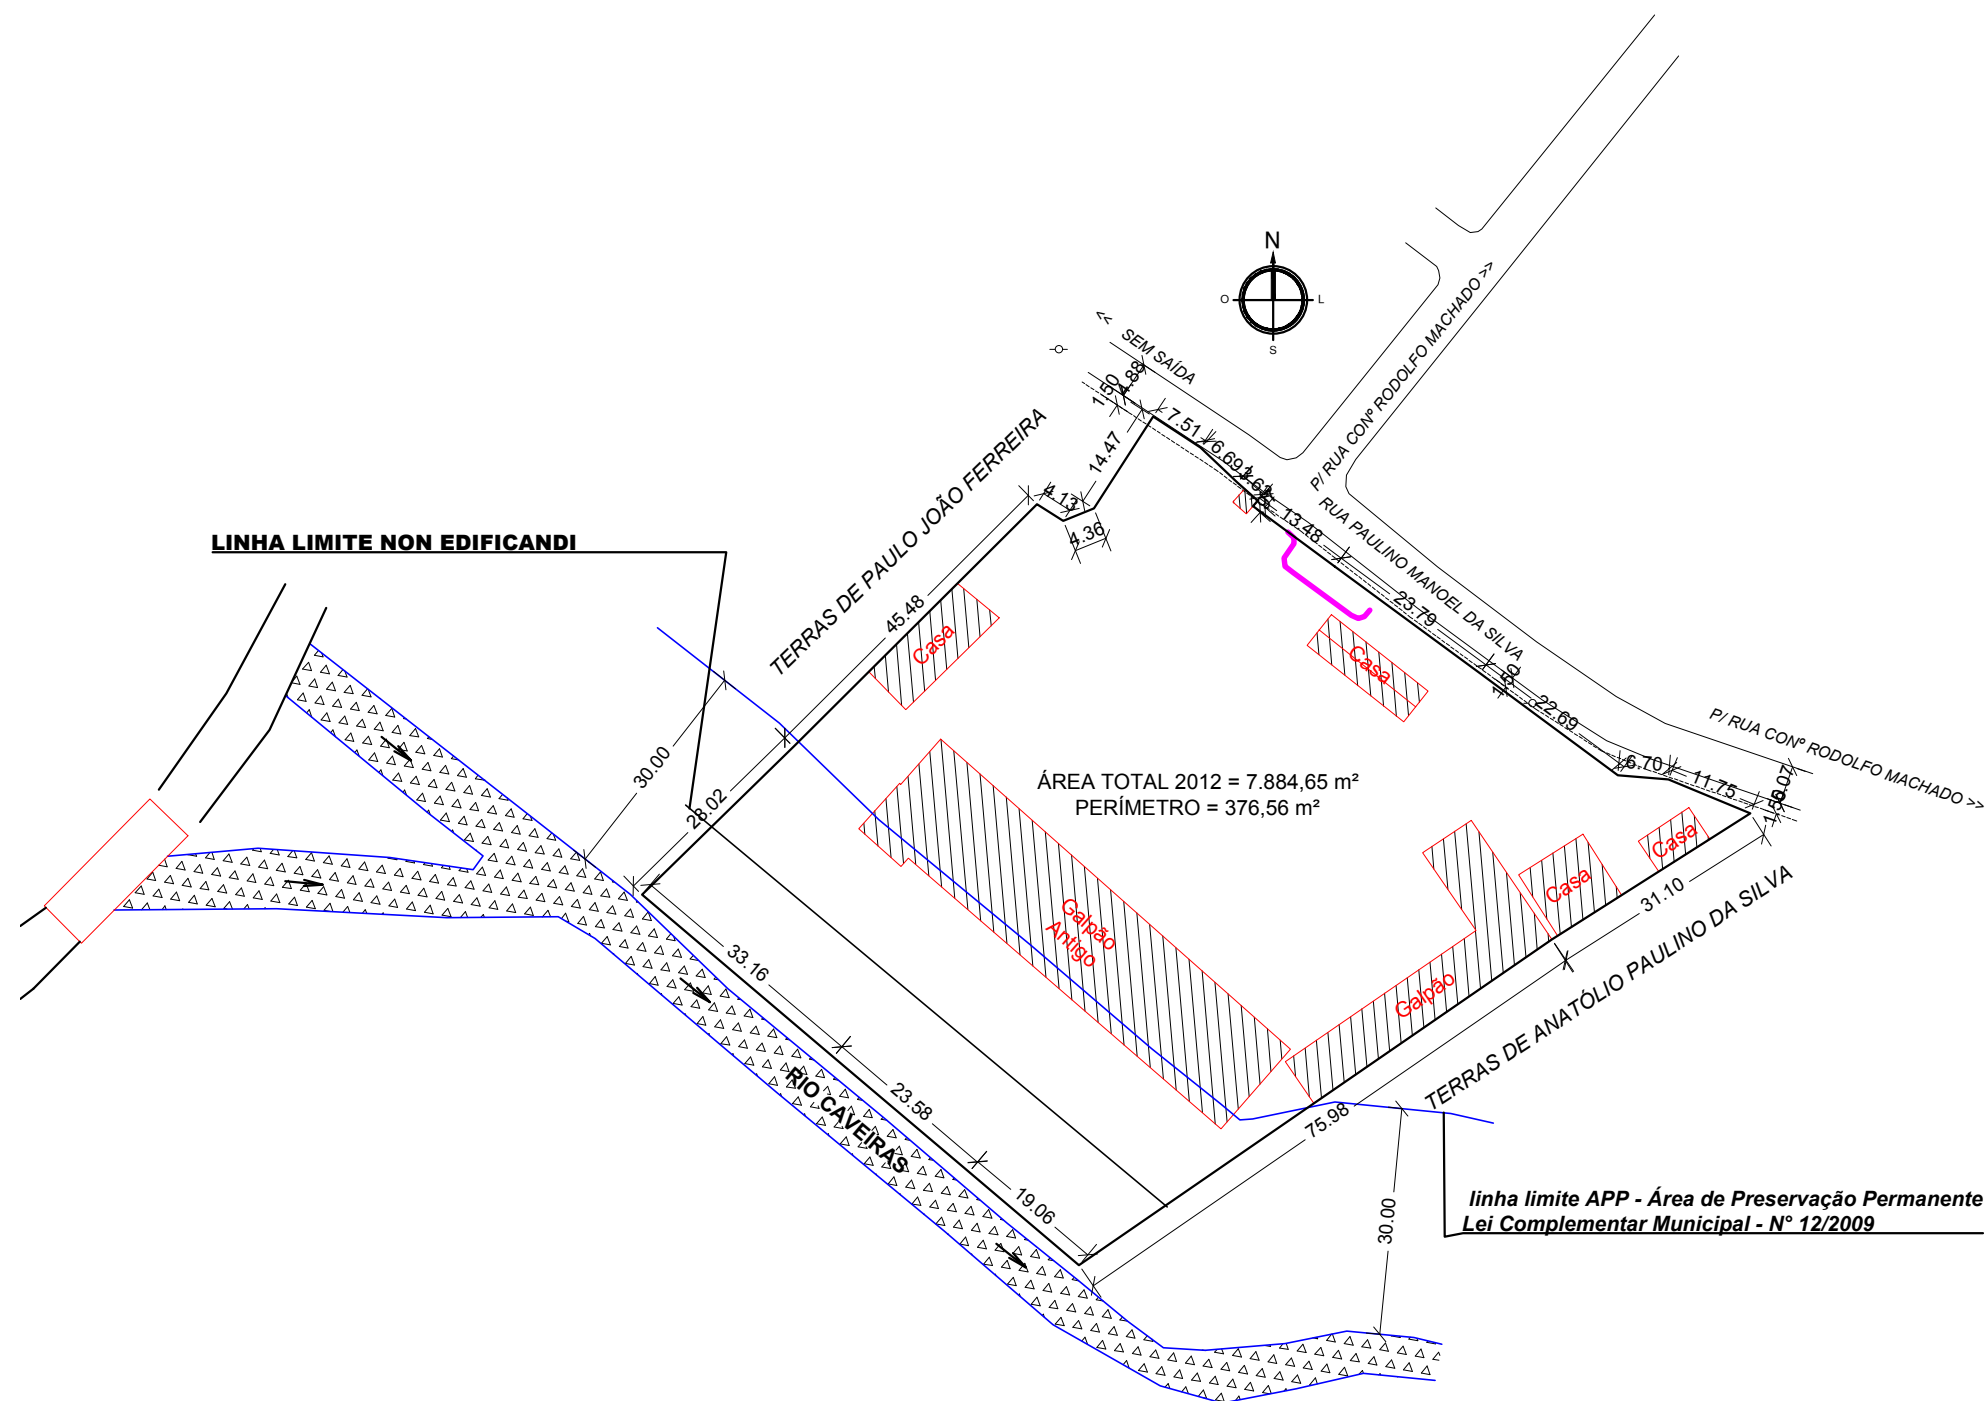 N
O
L
S
<< SEM SAÍDA
P/ RUA CONº RODOLFO MACHADO >>
RUA PAULINO MANOEL DA SILVA
P/ RUA CONº RODOLFO MACHADO >>
1.50
4.88
7.51
6.69
14.47
4.13
4.36
13.48
23.79
1.50
22.69
6.70
11.75
TERRAS DE PAULO JOÃO FERREIRA
LINHA LIMITE NON EDIFICANDI
45.48
28.02
30.00
Casa
Casa
Casa
Casa
ÁREA TOTAL 2012 = 7.884,65 m²
PERÍMETRO = 376,56 m²
Galpão
Antigo
Galpão
31.10
75.98
TERRAS DE ANATÓLIO PAULINO DA SILVA
33.16
23.58
19.06
RIO CAVEIRAS
30.00
linha limite APP - Área de Preservação Permanente
Lei Complementar Municipal - N° 12/2009